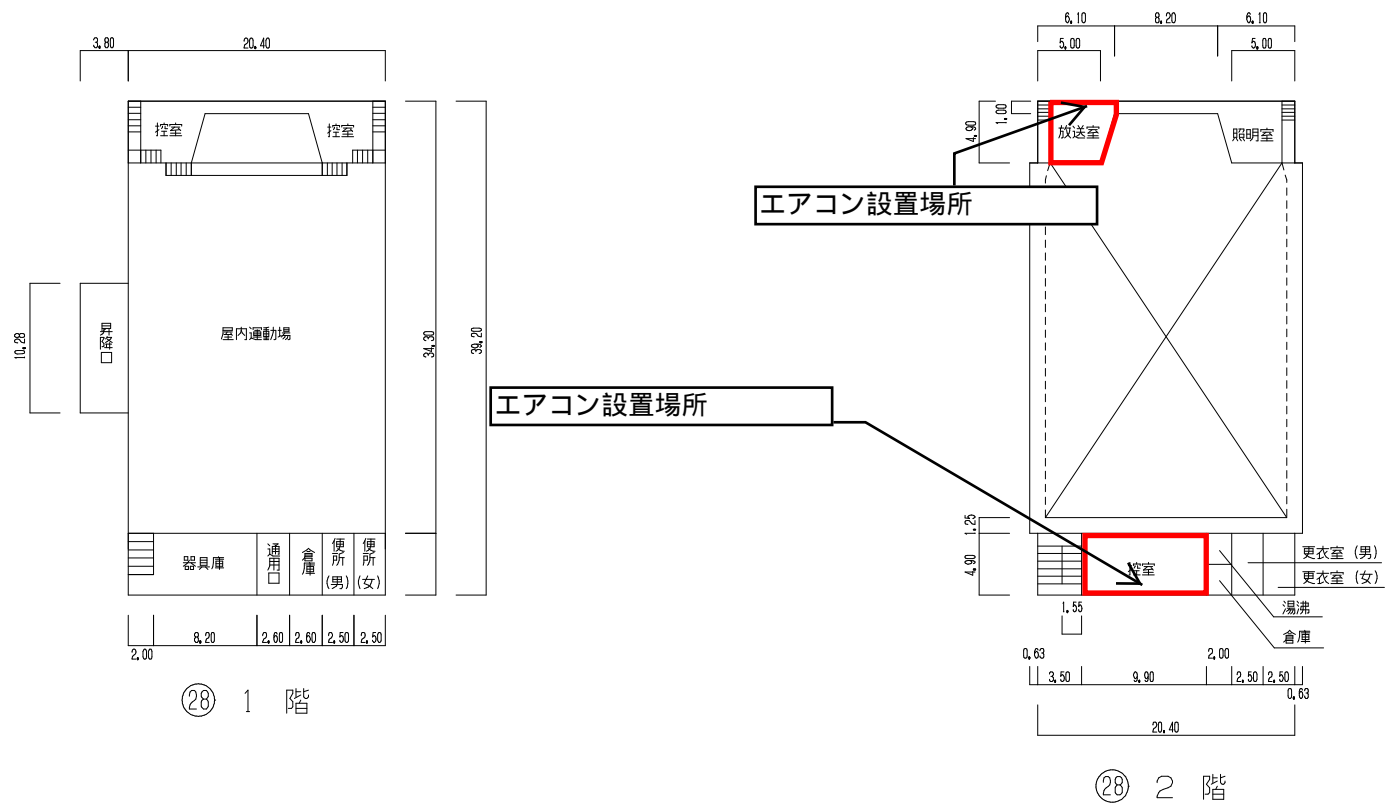 3.80
20.40
控室
控室
10.28
昇降口
屋内運動場
34.30
39.20
器具庫
通用口
倉庫
便所(男)
便所(女)
2.00
8.20
2.60
2.60
2.50
2.50
㉘ 1 階
6.10
8.20
6.10
5.00
5.00
4.90
1.00
放送室
照明室
エアコン設置場所
エアコン設置場所
1.25
4.90
控室
更衣室（男）
更衣室（女）
湯沸
倉庫
1.55
0.63
3.50
9.90
2.00
2.50
2.50
0.63
20.40
㉘ 2 階